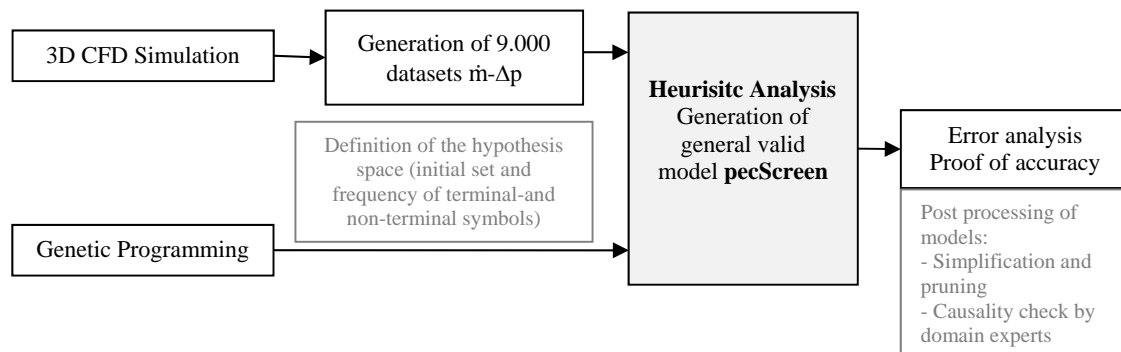 3D CFD Simulation
Generation of 9.000
datasets ṁ-Δp
Definition of the hypothesis
space (initial set and
frequency of terminal-and
non-terminal symbols)
Genetic Programming
Heurisitc Analysis
Generation of
general valid
model pecScreen
Error analysis
Proof of accuracy
Post processing of
models:
- Simplification and
pruning
- Causality check by
domain experts